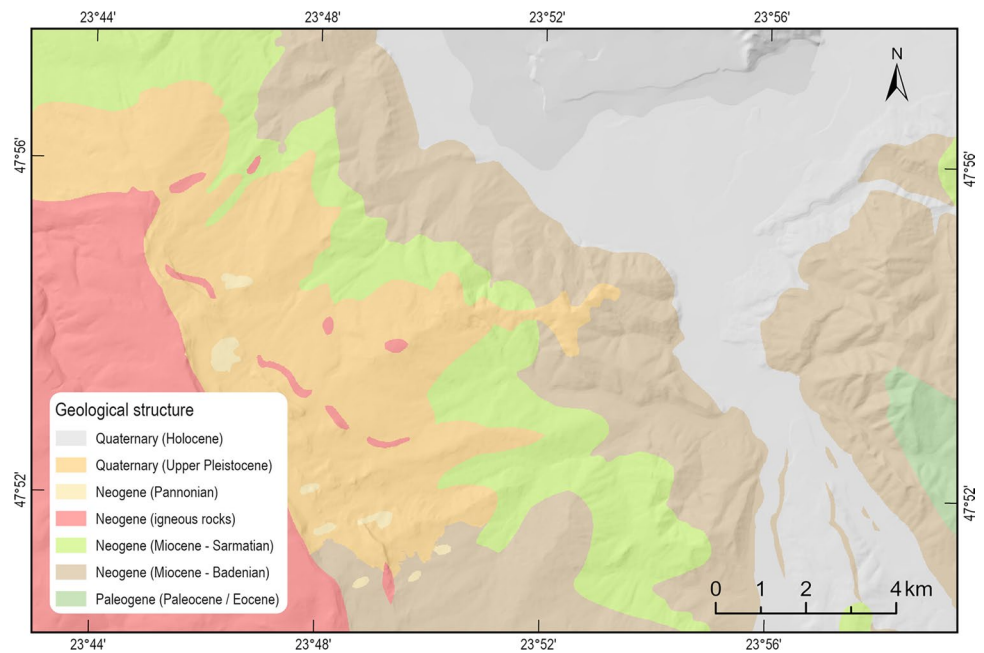 23°44' 23°48' 23°52' 23°56'
N
47°56' 47°56'
Geological structure
Quaternary (Holocene)
Quaternary (Upper Pleistocene)
Neogene (Pannonian)
Neogene (igneous rocks)
Neogene (Miocene - Sarmatian)
Neogene (Miocene - Badenian)
Paleogene (Paleocene / Eocene)
47°52' 47°52'
0 1 2 4 km
23°44' 23°48' 23°52' 23°56'